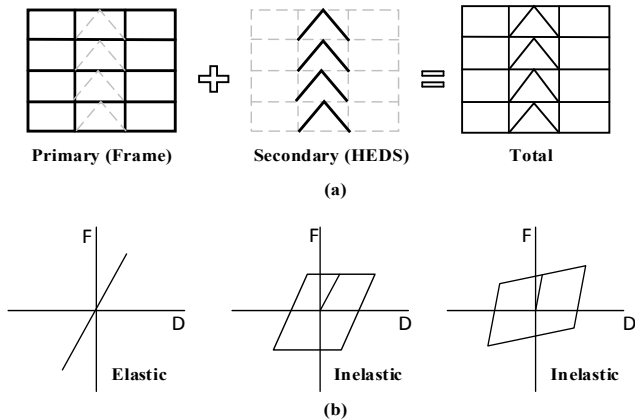 Primary (Frame)
Secondary (HEDS)
Total
(a)
F
D
Elastic
F
D
Inelastic
F
D
Inelastic
(b)